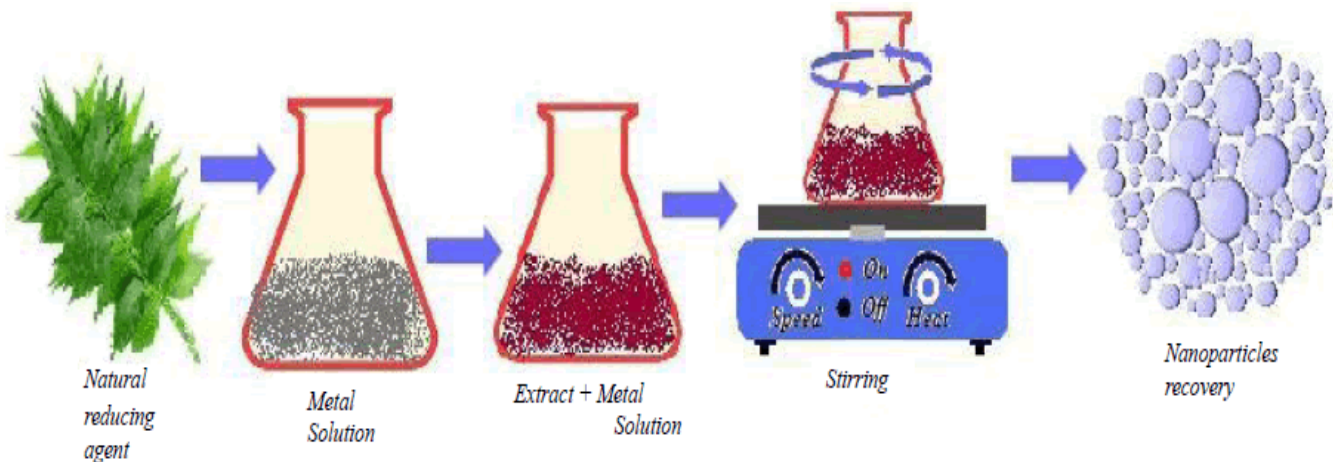 On
Speed Off Heat
Natural
reducing
agent
Metal
Solution
Extract + Metal
Solution
Stirring
Nanoparticles
recovery